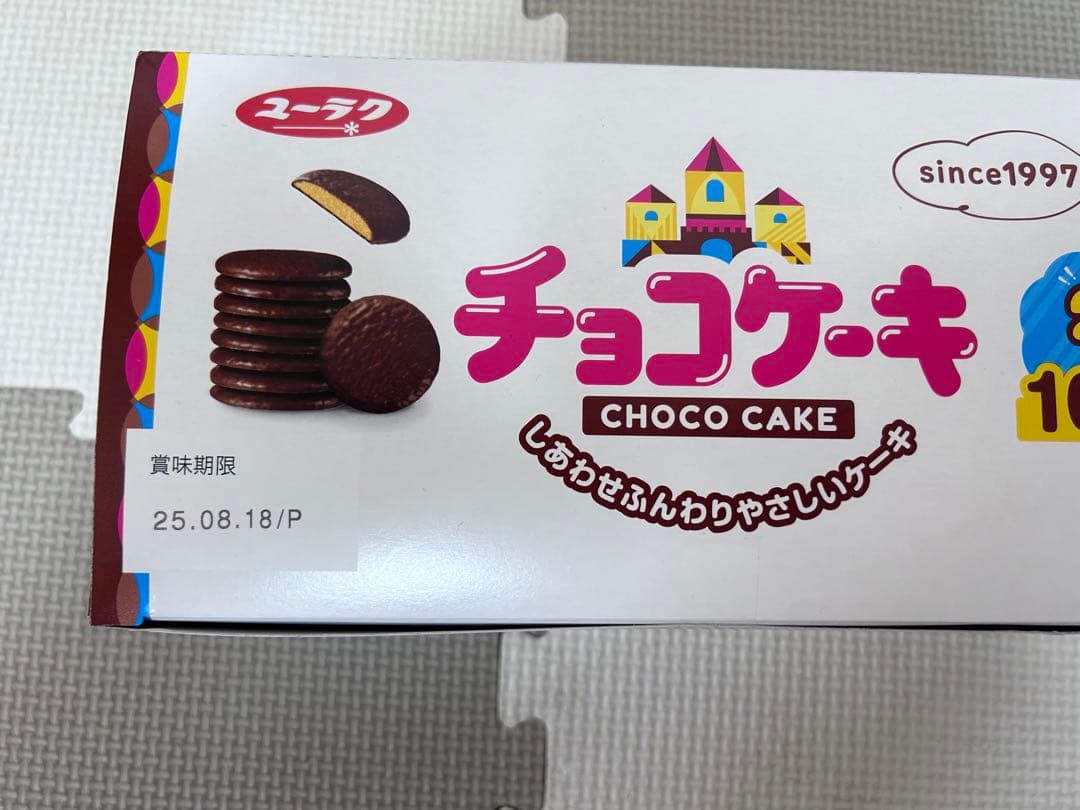 ユーラク
since1997
チョコケーキ
CHOCO CAKE
しあわせふんわりやさしいケーキ
10
賞味期限
25.08.18/P